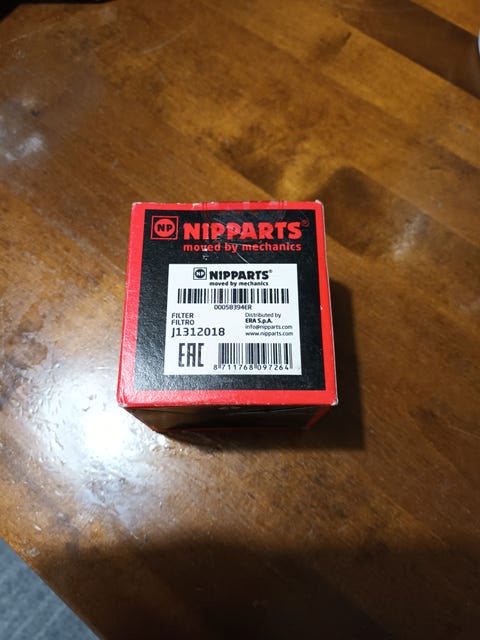 NP NIPPARTS®
moved by mechanics
NP NIPPARTS®
moved by mechanics
00058394ER
FILTER
FILTRO
J1312018
Distributed by
ERA S.p.A.
info@nipparts.com
www.nipparts.com
EAC
8 711768 097264